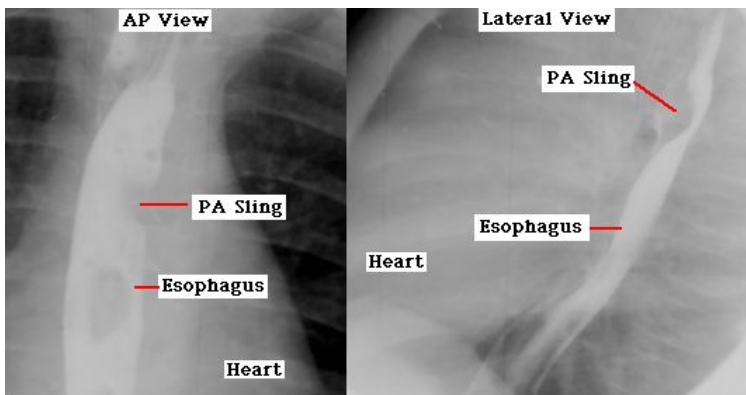 AP View
PA Sling
Esophagus
Heart
Lateral View
PA Sling
Esophagus
Heart